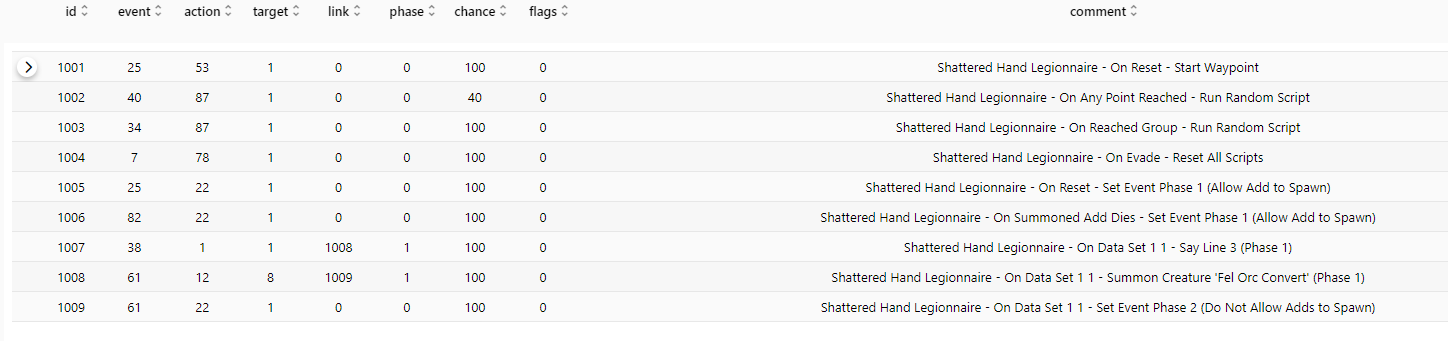 id event action target link phase chance flags comment
1001 25 53 1 0 0 100 0 Shattered Hand Legionnaire - On Reset - Start Waypoint
1002 40 87 1 0 0 40 0 Shattered Hand Legionnaire - On Any Point Reached - Run Random Script
1003 34 87 1 0 0 100 0 Shattered Hand Legionnaire - On Reached Group - Run Random Script
1004 7 78 1 0 0 100 0 Shattered Hand Legionnaire - On Evade - Reset All Scripts
1005 25 22 1 0 0 100 0 Shattered Hand Legionnaire - On Reset - Set Event Phase 1 (Allow Add to Spawn)
1006 82 22 1 0 0 100 0 Shattered Hand Legionnaire - On Summoned Add Dies - Set Event Phase 1 (Allow Add to Spawn)
1007 38 1 1 1008 1 100 0 Shattered Hand Legionnaire - On Data Set 1 1 - Say Line 3 (Phase 1)
1008 61 12 8 1009 1 100 0 Shattered Hand Legionnaire - On Data Set 1 1 - Summon Creature 'Fel Orc Convert' (Phase 1)
1009 61 22 1 0 0 100 0 Shattered Hand Legionnaire - On Data Set 1 1 - Set Event Phase 2 (Do Not Allow Adds to Spawn)